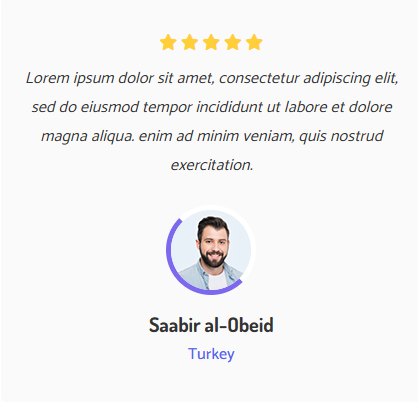 Lorem ipsum dolor sit amet, consectetur adipiscing elit,
sed do eiusmod tempor incididunt ut labore et dolore
magna aliqua. enim ad minim veniam, quis nostrud
exercitation.
Saabir al-Obeid
Turkey